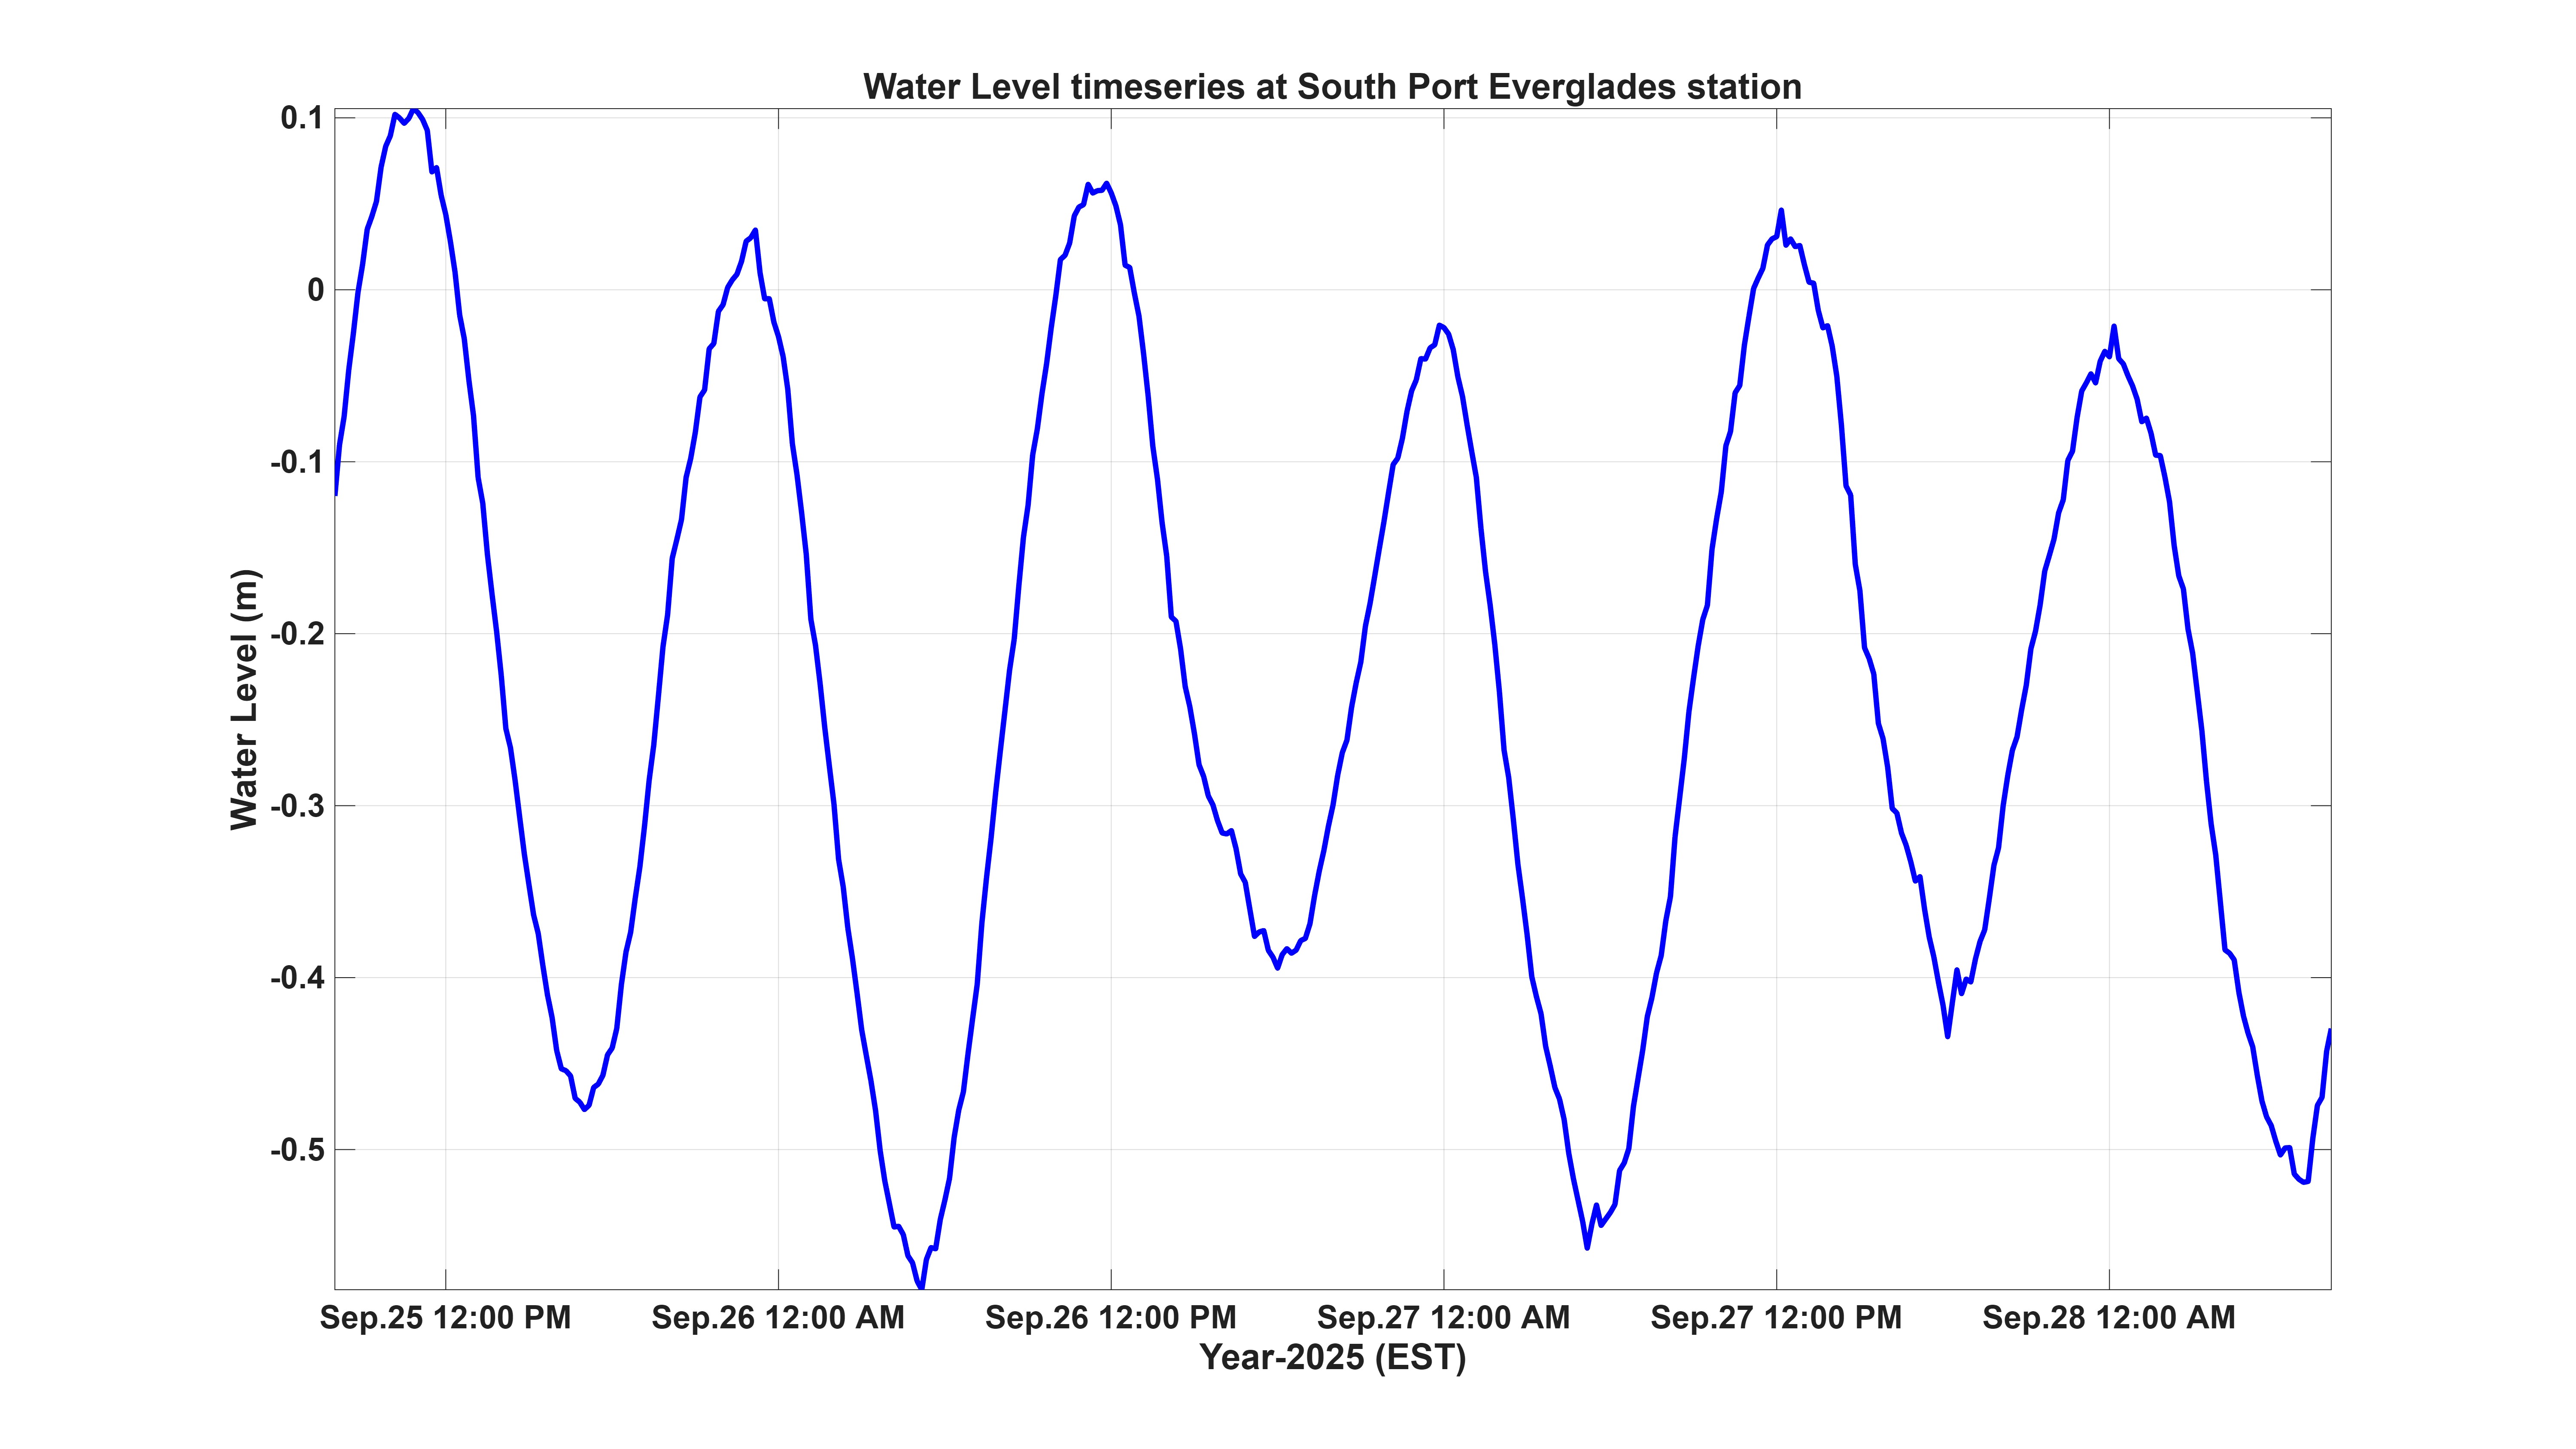 Water Level timeseries at South Port Everglades station
Water Level (m)
0.1
0
-0.1
-0.2
-0.3
-0.4
-0.5
Sep.25 12:00 PM
Sep.26 12:00 AM
Sep.26 12:00 PM
Sep.27 12:00 AM
Sep.27 12:00 PM
Sep.28 12:00 AM
Year-2025 (EST)